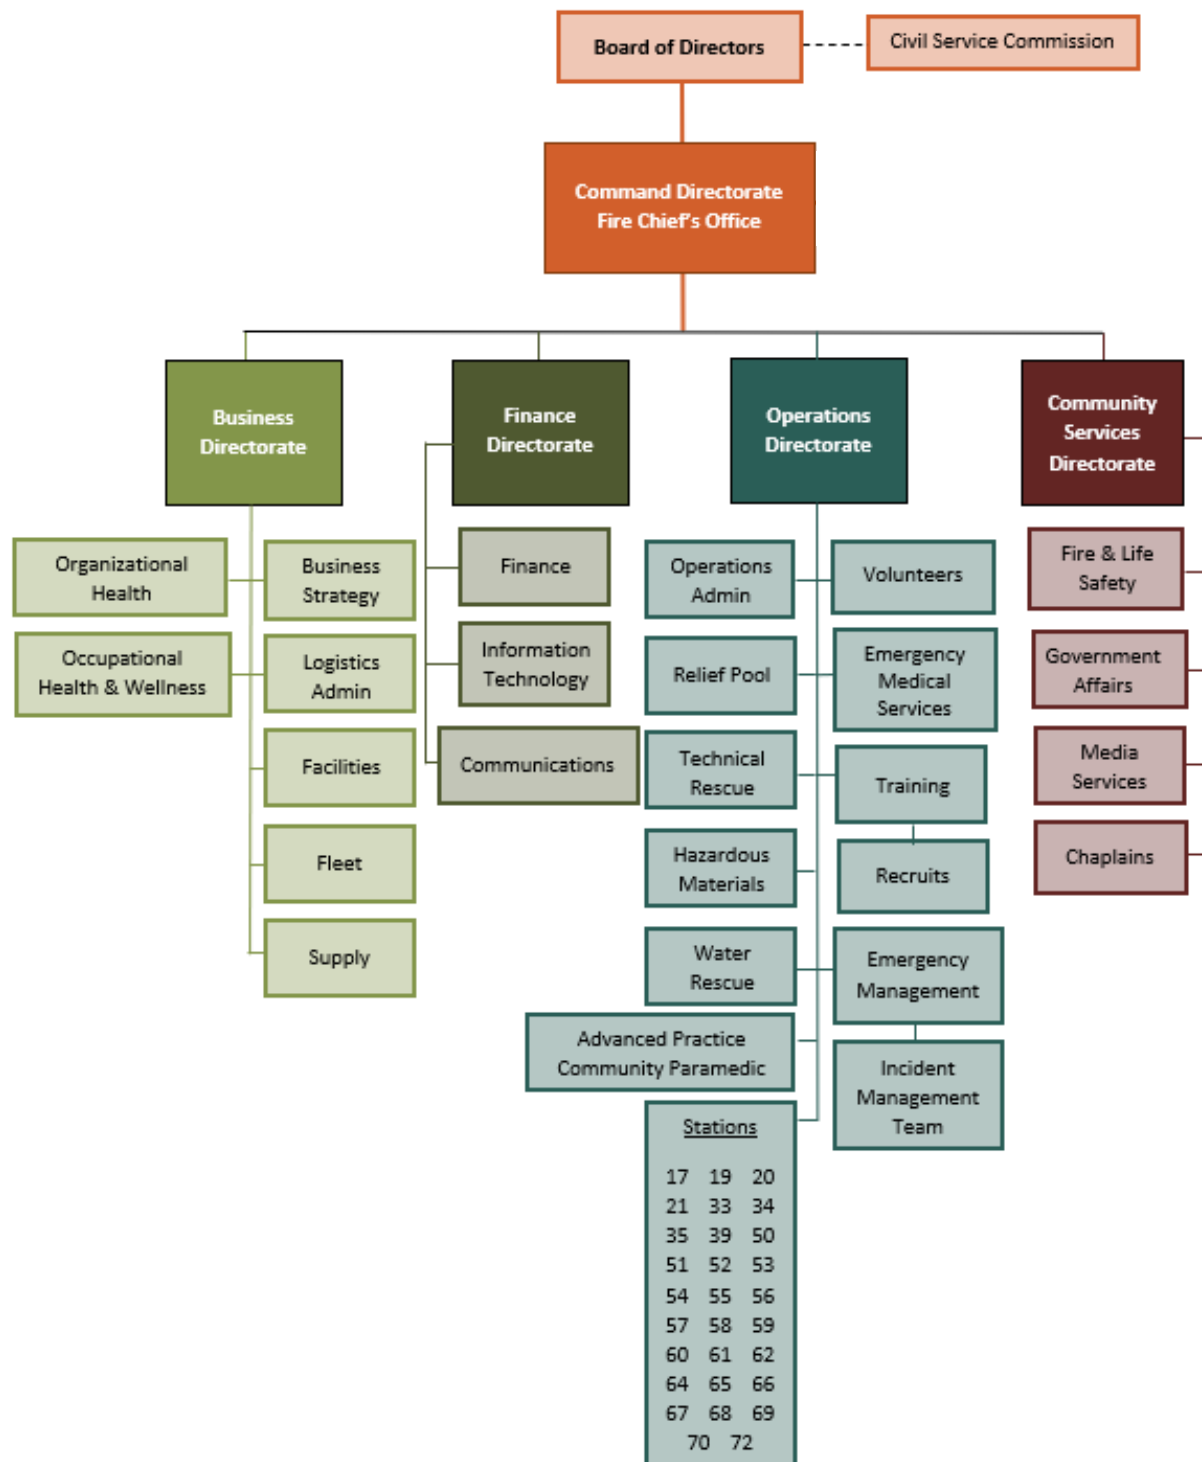 Board of Directors
Civil Service Commission
Command Directorate
Fire Chief's Office
Business
Directorate
Finance
Directorate
Operations
Directorate
Community
Services
Directorate
Organizational
Health
Business
Strategy
Occupational
Health & Wellness
Logistics
Admin
Facilities
Fleet
Supply
Finance
Information
Technology
Communications
Operations
Admin
Volunteers
Relief Pool
Emergency
Medical
Services
Technical
Rescue
Training
Hazardous
Materials
Recruits
Water
Rescue
Emergency
Management
Advanced Practice
Community Paramedic
Incident
Management
Team
Stations
17 19 20
21 33 34
35 39 50
51 52 53
54 55 56
57 58 59
60 61 62
64 65 66
67 68 69
70 72
Fire & Life
Safety
Government
Affairs
Media
Services
Chaplains